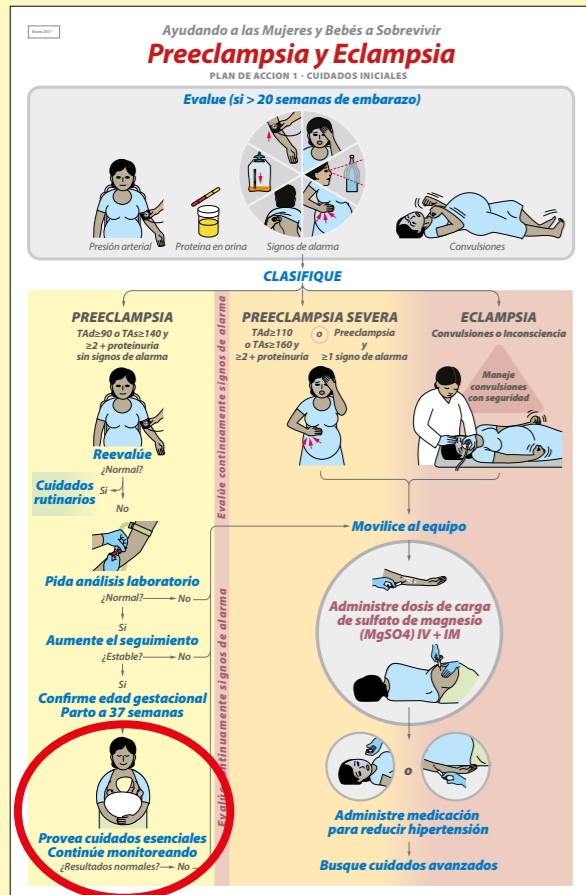 Enero 2017
Ayudando a las Mujeres y Bebés a Sobrevivir
Preeclampsia y Eclampsia
PLAN DE ACCION 1 - CUIDADOS INICIALES
Evalue (si > 20 semanas de embarazo)
Presión arterial
Proteína en orina
Signos de alarma
Convulsiones
CLASIFIQUE
PREECLAMPSIA
TAd≥90 o TAs≥140 y
≥2 + proteinuria
sin signos de alarma
Reevalúe
¿Normal?
Si
Cuidados
rutinarios
No
Pida análisis laboratorio
¿Normal?
No
Si
Aumente el seguimiento
¿Estable?
No
Si
Confirme edad gestacional
Parto a 37 semanas
Provea cuidados esenciales
Continúe monitoreando
¿Resultados normales?
No
Evalúe continuamente signos de alarma
Evalúe continuamente signos de alarma
PREECLAMPSIA SEVERA
TAd≥110
o TAs≥160 y
≥2 + proteinuria
o
Preeclampsia
y
≥1 signo de alarma
ECLAMPSIA
Convulsiones o Inconsciencia
Maneje
convulsiones
con seguridad
Movilice al equipo
Administre dosis de carga
de sulfato de magnesio
(MgSO4) IV + IM
o
Administre medicación
para reducir hipertensión
Busque cuidados avanzados